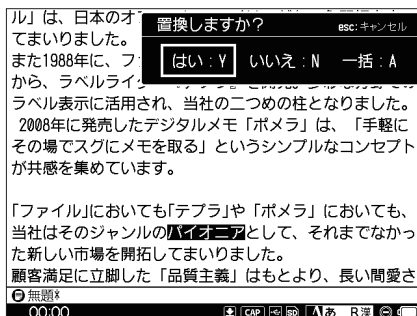 ル」は、日本のオ
置換しますか？ esc:キャンセル
てまいりました。
はい:Y いいえ:N 一括:A
また1988年に、フ
から、ラベルライ
ラベル表示に活用され、当社の二つめの柱となりました。
2008年に発売したデジタルメモ「ポメラ」は、「手軽に
その場でスグにメモを取る」というシンプルなコンセプト
が共感を集めています。
「ファイル」においても「テプラ」や「ポメラ」においても、
当社はそのジャンルのパイオニアとして、それまでなかっ
た新しい市場を開拓してまいりました。
顧客満足に立脚した「品質主義」はもとより、長い間愛さ
無題*
00:00 CAP SD あ R漢